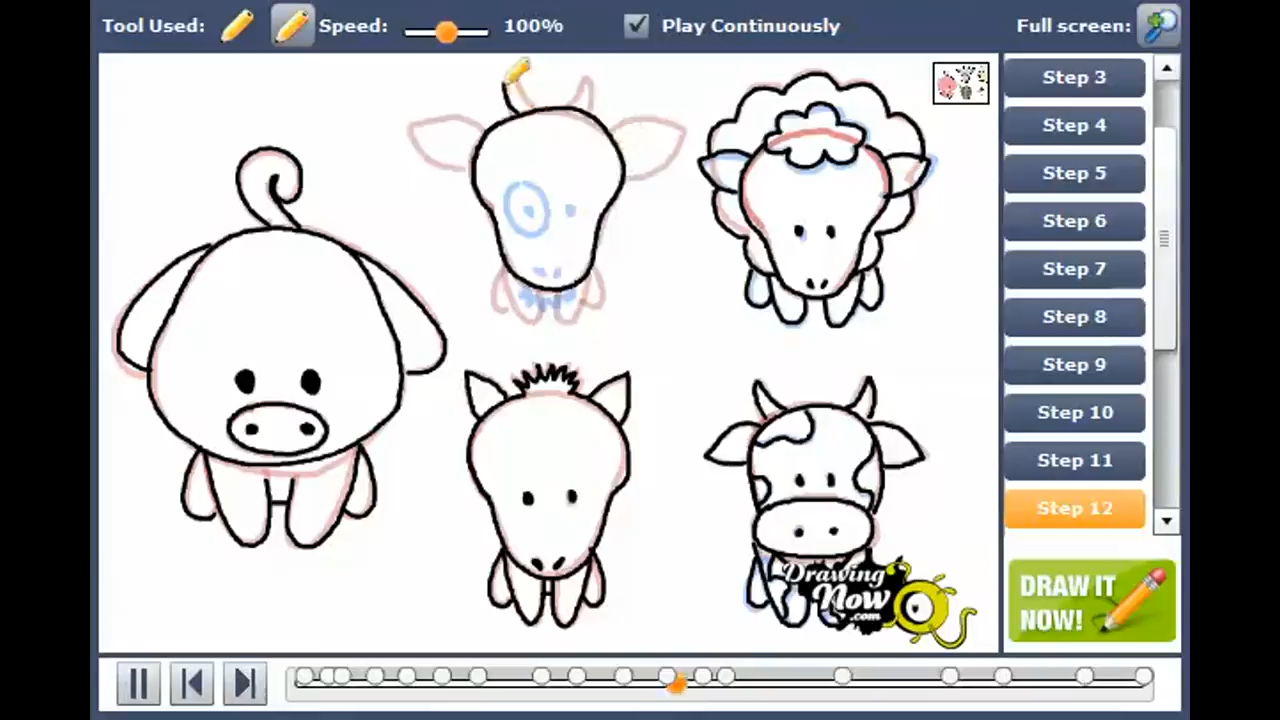 Tool Used: Speed: 100% Play Continuously Full screen:
Step 3
Step 4
Step 5
Step 6
Step 7
Step 8
Step 9
Step 10
Step 11
Step 12
DRAW IT
NOW!
Drawing
Now
.com